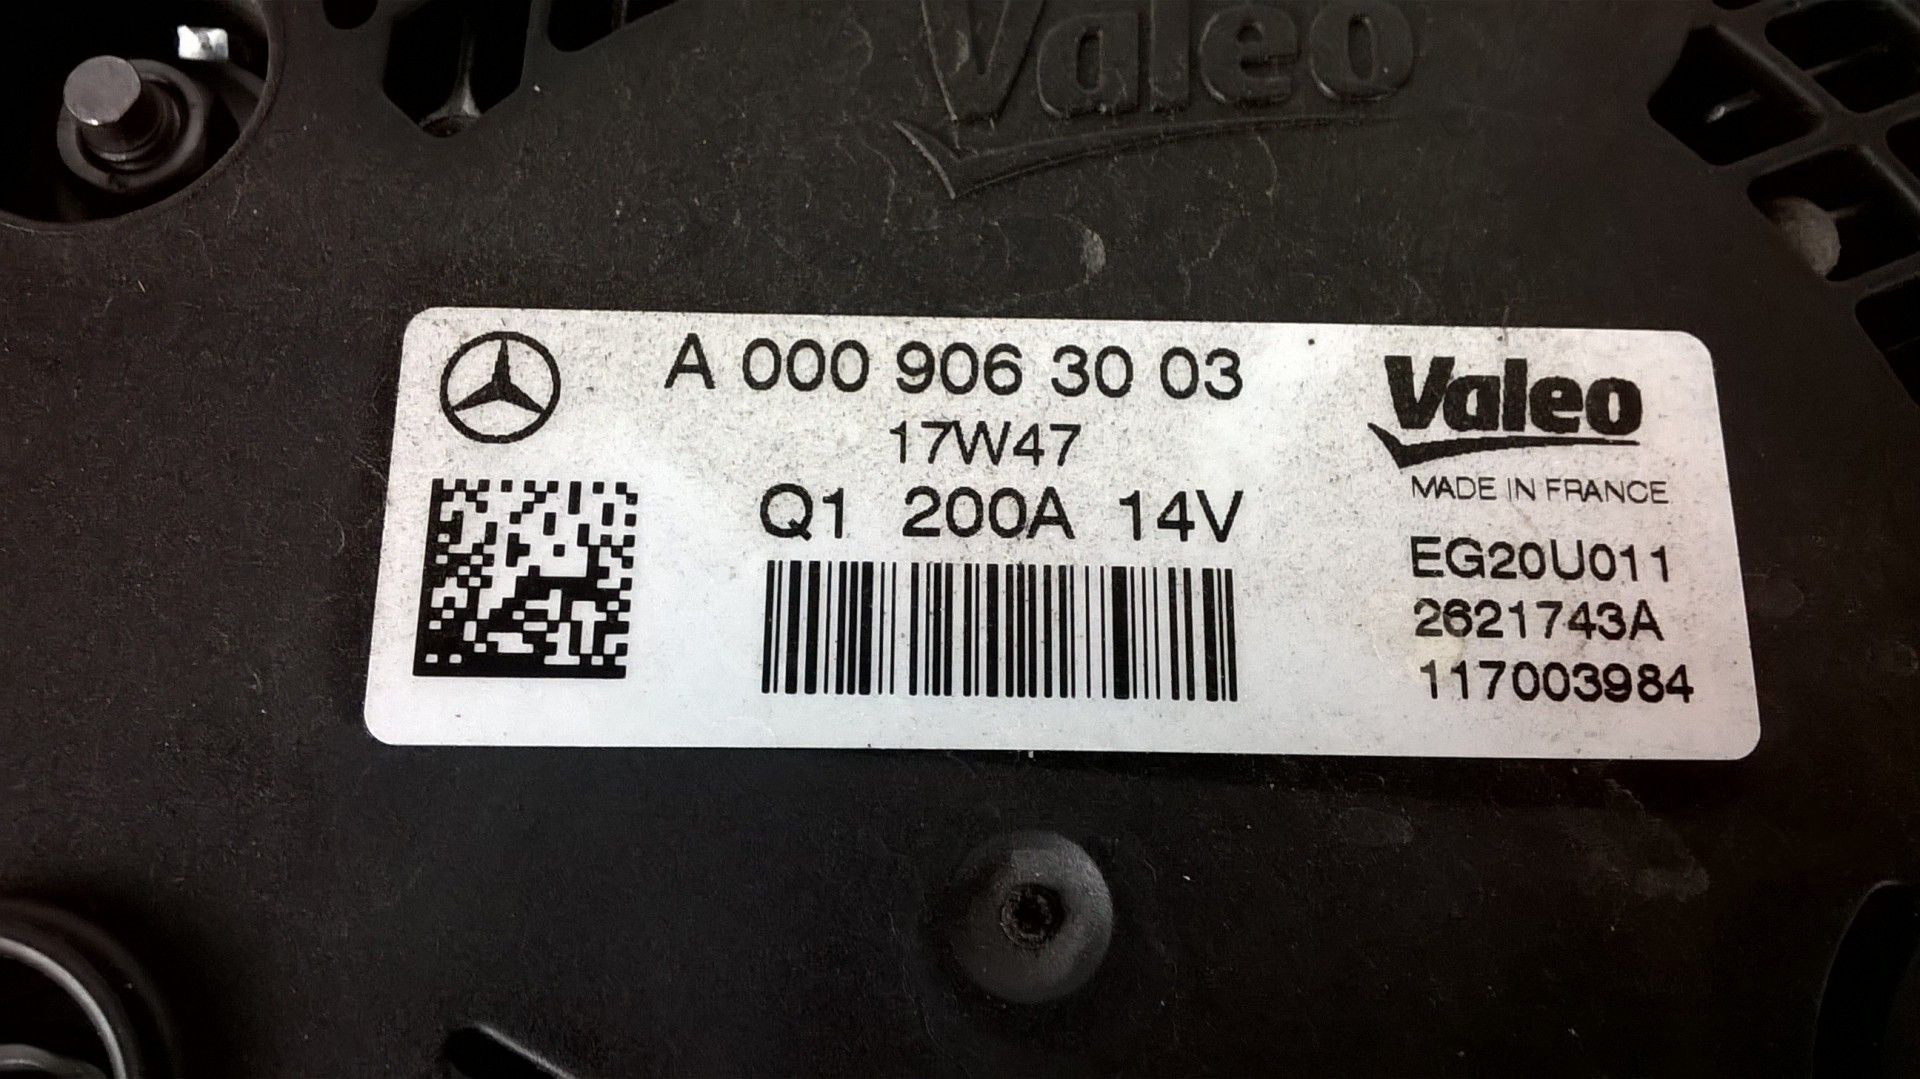 Valeo
A 000 906 30 03
17W47
Q1 200A 14V
Valeo
MADE IN FRANCE
EG20U011
2621743A
117003984